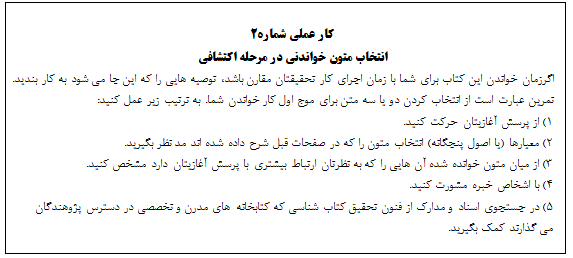 کار عملی شماره۲
انتخاب متون خواندنی در مرحله اکتشافی
اگرزمان خواندن این کتاب برای شما با زمان اجرای کار تحقیقتان مقارن باشد، توصیه هایی را که این جا می شود به کار بندید.
تمرین عبارت است از انتخاب کردن دو یا سه متن برای موج اول کار خواندن شما. به ترتیب زیر عمل کنید:
۱) از پرسش آغازیتان حرکت کنید.
۲) معیارها (یا اصول پنچگانه) انتخاب متون را که در صفحات قبل شرح داده شده اند مد نظر بگیرید.
۳) از میان متون خوانده شده آن هایی را که به نظرتان ارتباط بیشتری با پرسش آغازیتان دارد مشخص کنید.
۴) با اشخاص خبره مشورت کنید.
۵) در جستجوی اسناد و مدارک از فنون تحقیق کتاب شناسی که کتابخانه های مدرن و تخصصی در دسترس پژوهندگان
می گذارند کمک بگیرید.